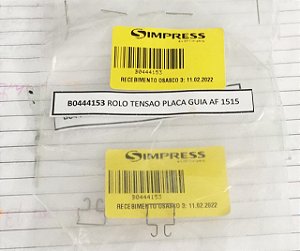 SIMPRESS
B0444153
RECEBIMENTO OSASCO 3: 11.02.2022
B0444153 ROLO TENSAO PLACA GUIA AF 1515
SIMPRESS
B0444153
RECEBIMENTO OSASCO 3: 11.02.2022